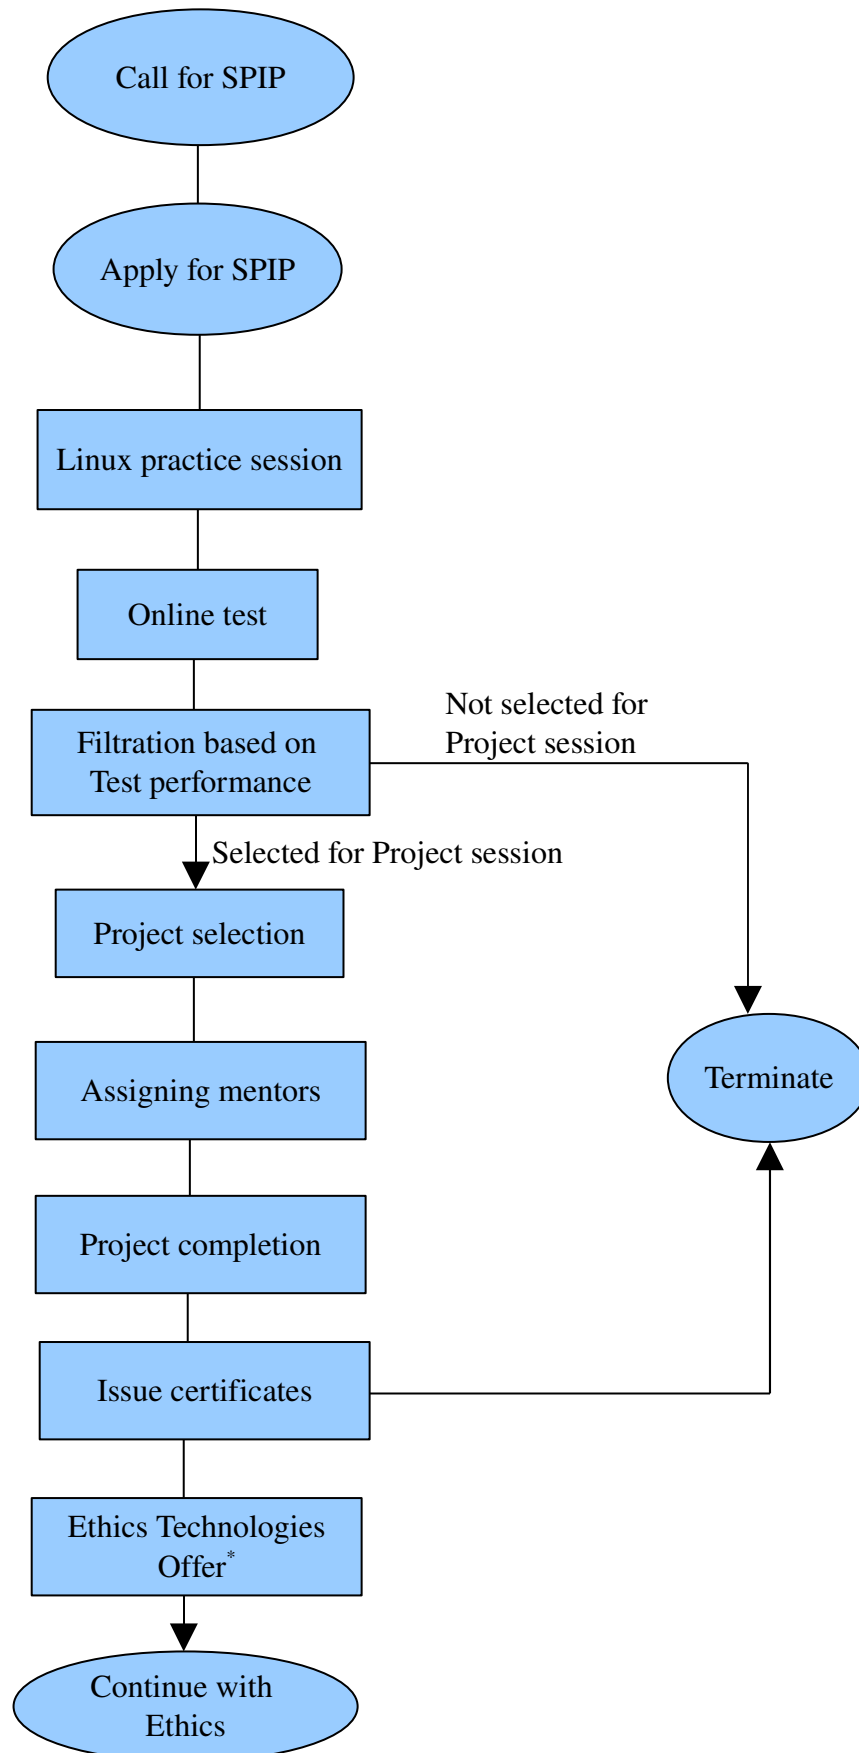 Call for SPIP
Apply for SPIP
Linux practice session
Online test
Filtration based on
Test performance
Not selected for
Project session
Selected for Project session
Project selection
Assigning mentors
Terminate
Project completion
Issue certificates
Ethics Technologies
Offer*
Continue with
Ethics